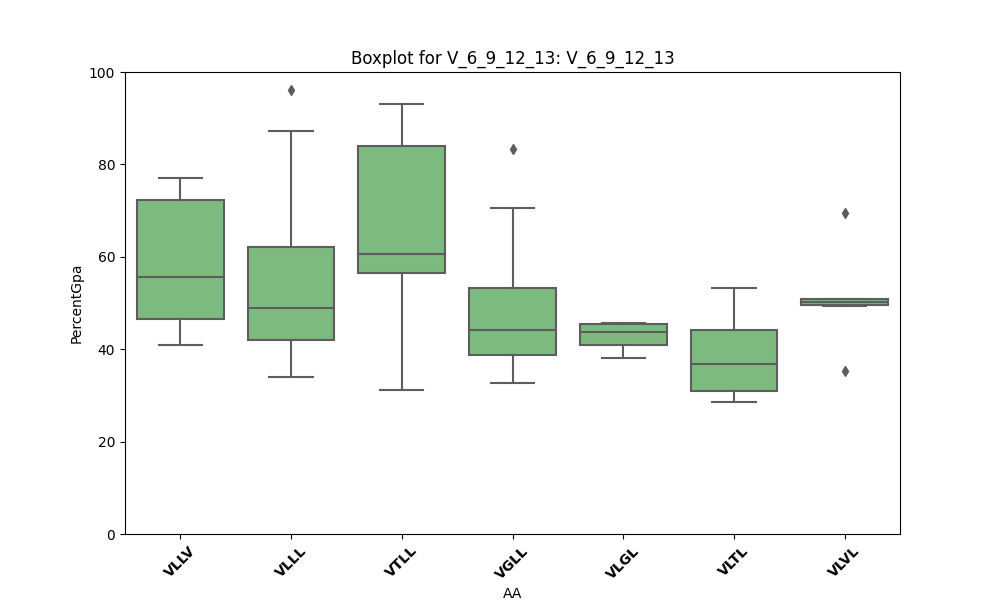 Boxplot for V_6_9_12_13: V_6_9_12_13
PercentGpa
100
80
60
40
20
0
VLLV
VLLL
VTLL
VGLL
VLGL
VLTL
VLVL
AA